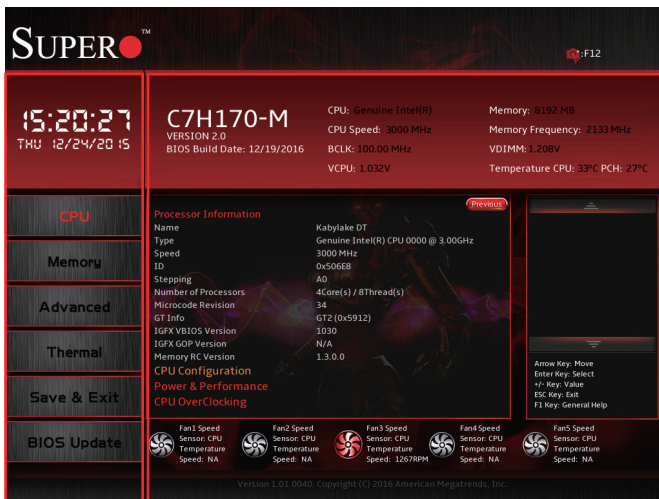 SUPER™
:F12
15:20:27
THU 12/24/2015
C7H170-M
VERSION 2.0
BIOS Build Date: 12/19/2016
CPU: Genuine Intel(R)
CPU Speed: 3000 MHz
BCLK: 100.00 MHz
VCPU: 1.032V
Memory: 8192 MB
Memory Frequency: 2133 MHz
VDIMM: 1.208V
Temperature CPU: 33°C PCH: 27°C
CPU
Memory
Advanced
Thermal
Save & Exit
BIOS Update
Previous
Processor Information
Name Kabylake DT
Type Genuine Intel(R) CPU 0000 @ 3.00GHz
Speed 3000 MHz
ID 0x506E8
Stepping A0
Number of Processors 4Core(s) / 8Thread(s)
Microcode Revision 34
GT Info GT2 (0x5912)
IGFX VBIOS Version 1030
IGFX GOP Version N/A
Memory RC Version 1.3.0.0
CPU Configuration
Power & Performance
CPU OverClocking
Arrow Key: Move
Enter Key: Select
+/- Key: Value
ESC Key: Exit
F1 Key: General Help
Fan1 Speed
Sensor: CPU
Temperature
Speed: NA
Fan2 Speed
Sensor: CPU
Temperature
Speed: NA
Fan3 Speed
Sensor: CPU
Temperature
Speed: 1267RPM
Fan4 Speed
Sensor: CPU
Temperature
Speed: NA
Fan5 Speed
Sensor: CPU
Temperature
Speed: NA
Version 1.01.0040. Copyright (C) 2016 American Megatrends, Inc.